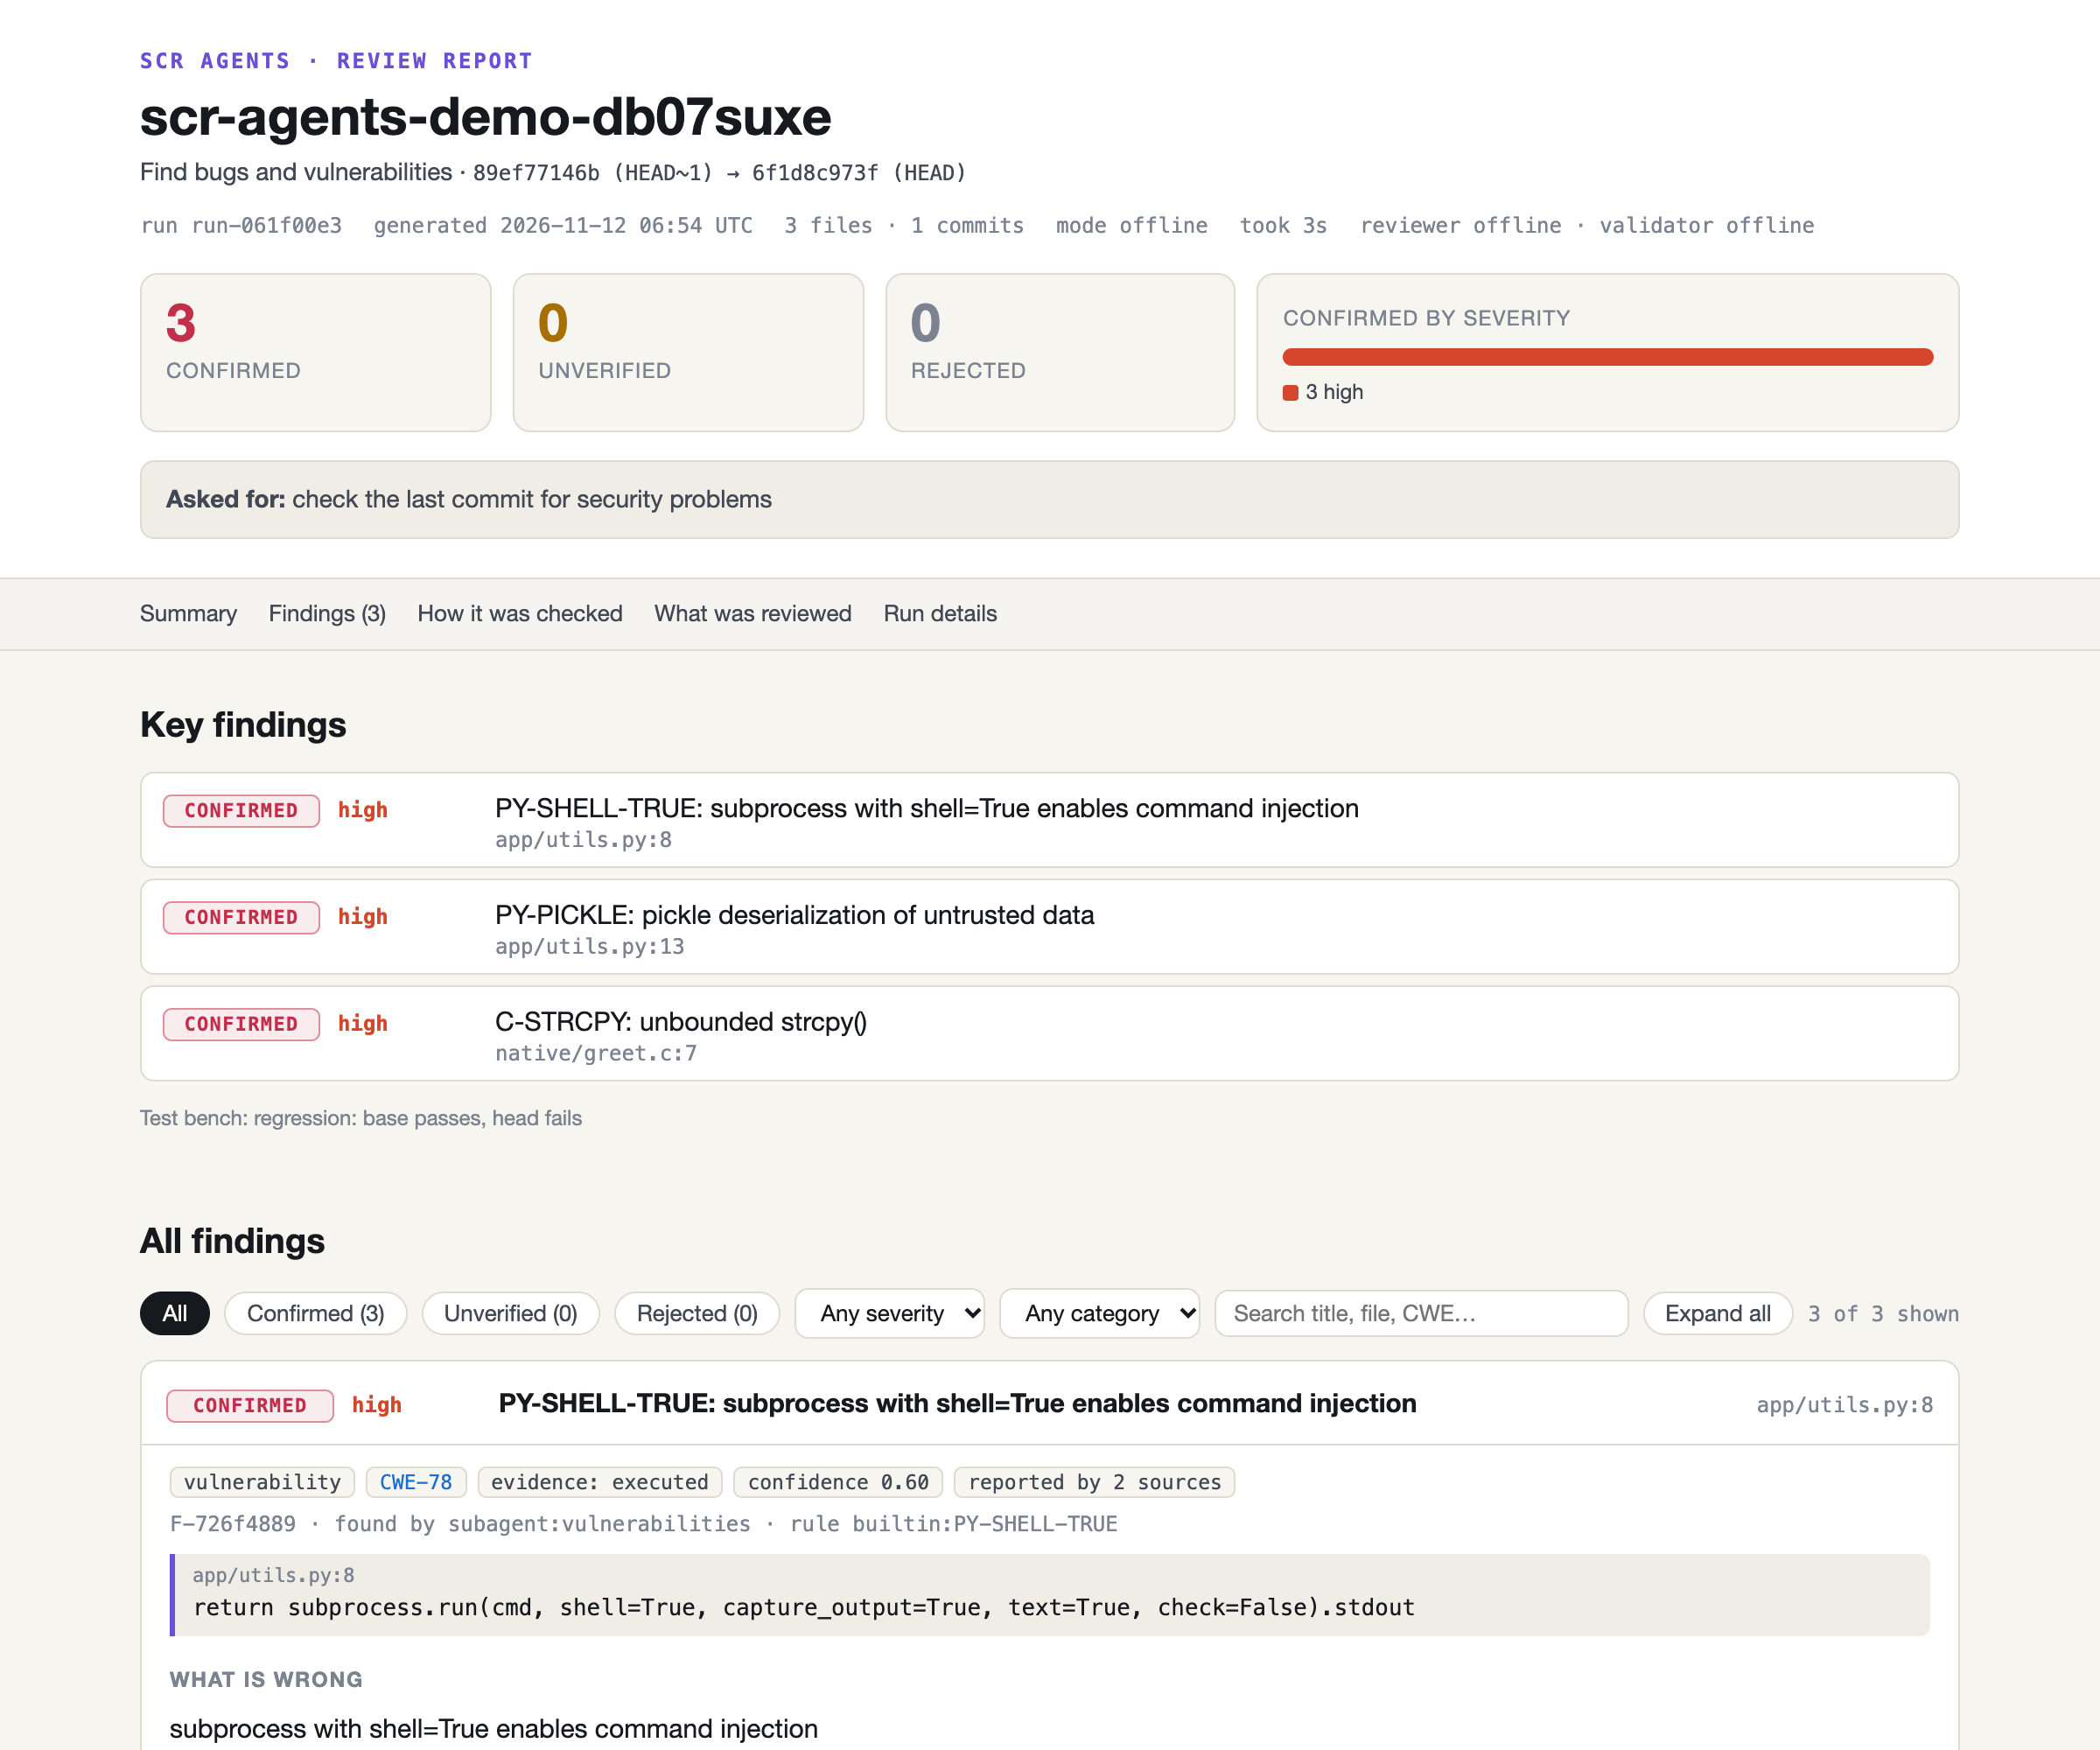 SCR AGENTS · REVIEW REPORT
scr-agents-demo-db07suxe
Find bugs and vulnerabilities · 89ef77146b (HEAD~1) → 6f1d8c973f (HEAD)
run run-061f00e3 generated 2026-11-12 06:54 UTC 3 files · 1 commits mode offline took 3s reviewer offline · validator offline
3
CONFIRMED
0
UNVERIFIED
0
REJECTED
CONFIRMED BY SEVERITY
3 high
Asked for: check the last commit for security problems
Summary Findings (3) How it was checked What was reviewed Run details
Key findings
CONFIRMED high PY-SHELL-TRUE: subprocess with shell=True enables command injection
app/utils.py:8
CONFIRMED high PY-PICKLE: pickle deserialization of untrusted data
app/utils.py:13
CONFIRMED high C-STRCPY: unbounded strcpy()
native/greet.c:7
Test bench: regression: base passes, head fails
All findings
All Confirmed (3) Unverified (0) Rejected (0) Any severity Any category Search title, file, CWE… Expand all 3 of 3 shown
CONFIRMED high PY-SHELL-TRUE: subprocess with shell=True enables command injection app/utils.py:8
vulnerability CWE-78 evidence: executed confidence 0.60 reported by 2 sources
F-726f4889 · found by subagent:vulnerabilities · rule builtin:PY-SHELL-TRUE
app/utils.py:8
return subprocess.run(cmd, shell=True, capture_output=True, text=True, check=False).stdout
WHAT IS WRONG
subprocess with shell=True enables command injection